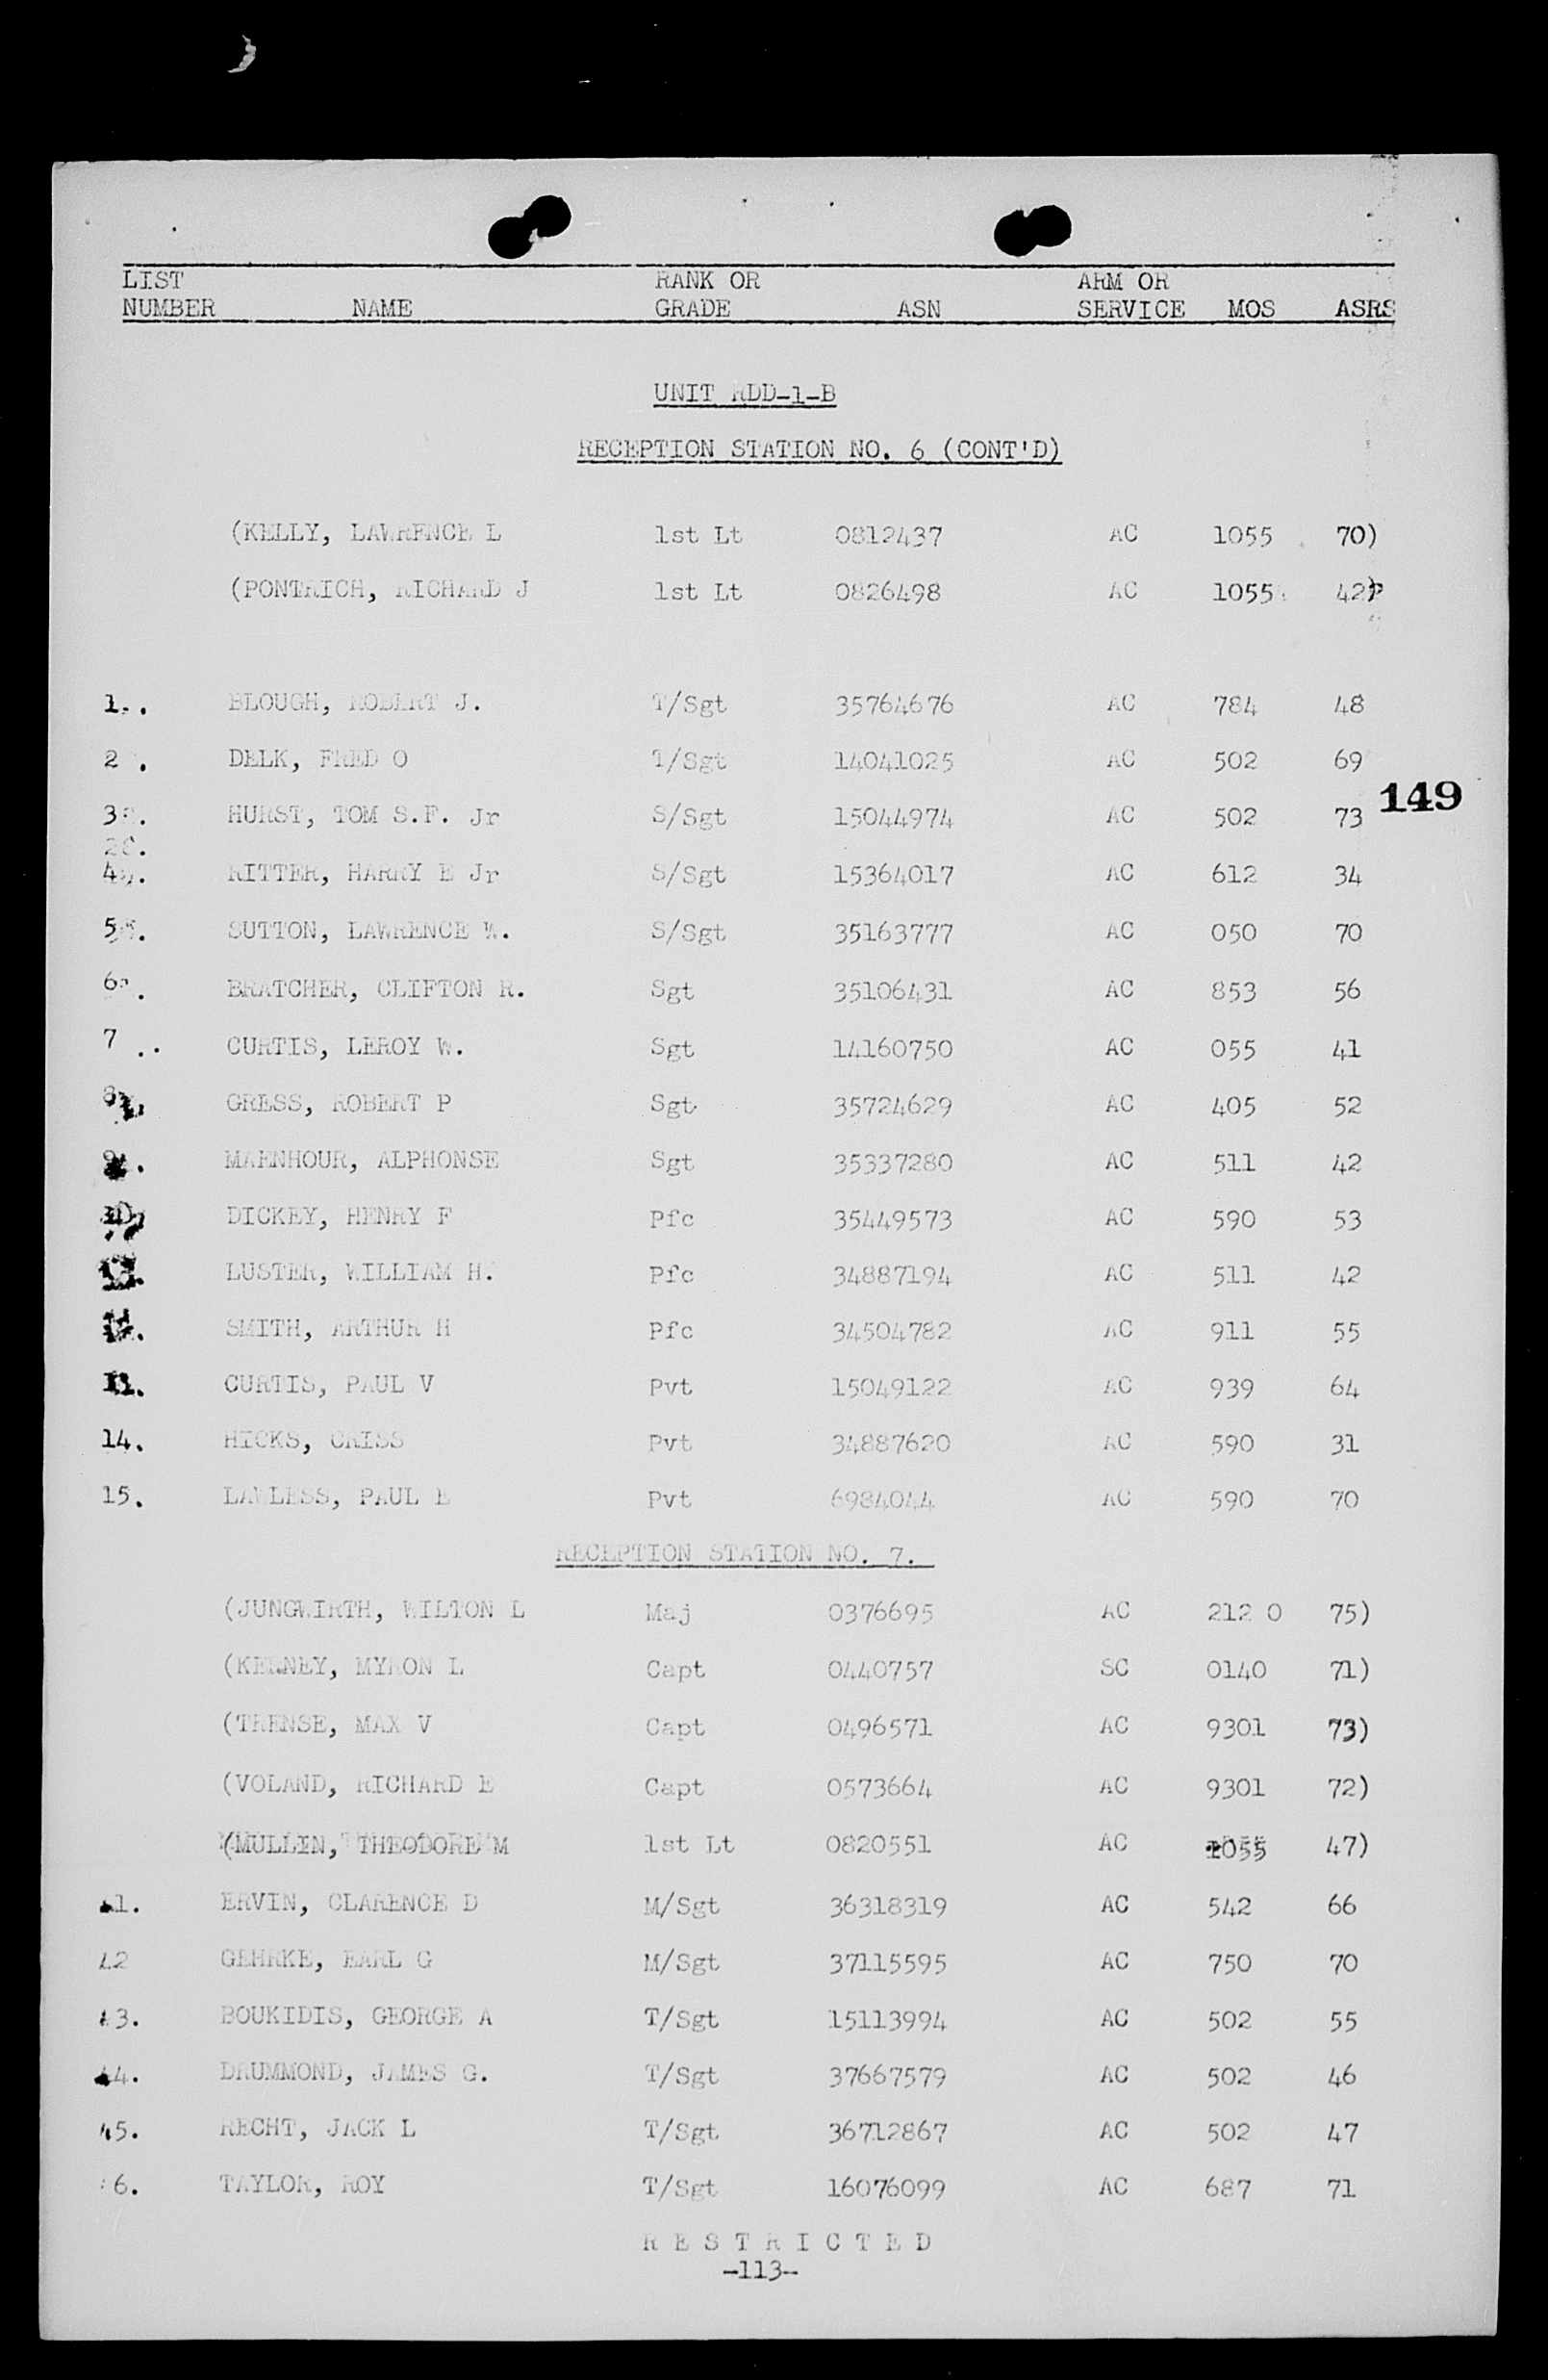 LIST RANK OR ARM OR
NUMBER NAME GRADE ASN SERVICE MOS ASRS
UNIT RDD-1-B
RECEPTION STATION NO. 6 (CONT'D)
(KELLY, LAWRENCE L 1st Lt 0812437 AC 1055 70)
(PONTRICH, RICHARD J 1st Lt 0826498 AC 1055 42)
1. BLOUGH, ROBERT J. T/Sgt 35764676 AC 784 48
2. DELK, FRED O T/Sgt 14041025 AC 502 69
149
3. HURST, TOM S.F. Jr S/Sgt 15044974 AC 502 73
4. RITTER, HARRY E Jr S/Sgt 15364017 AC 612 34
5. SUTTON, LAWRENCE W. S/Sgt 35163777 AC 050 70
6. BRATCHER, CLIFTON R. Sgt 35106431 AC 853 56
7. CURTIS, LEROY W. Sgt 14160750 AC 055 41
8. GRESS, ROBERT P Sgt 35724629 AC 405 52
9. MAENHOUR, ALPHONSE Sgt 35337280 AC 511 42
10. DICKEY, HENRY F Pfc 35449573 AC 590 53
LUSTER, WILLIAM H. Pfc 34887194 AC 511 42
SMITH, ARTHUR H Pfc 34504782 AC 911 55
13. CURTIS, PAUL V Pvt 15049122 AC 939 64
14. HICKS, CRISS Pvt 34887620 AC 590 31
15. LAWLESS, PAUL E Pvt 6984044 AC 590 70
RECEPTION STATION NO. 7.
(JUNGWIRTH, WILTON L Maj 0376695 AC 212 0 75)
(KENNEY, MYRON L Capt 0440757 SC 0140 71)
(TRENSE, MAX V Capt 0496571 AC 9301 73)
(VOLAND, RICHARD E Capt 0573664 AC 9301 72)
(MULLIN, THEODORE M 1st Lt 0820551 AC 1055 47)
1. ERVIN, CLARENCE D M/Sgt 36318319 AC 542 66
2 GEHRKE, EARL G M/Sgt 37115595 AC 750 70
3. BOUKIDIS, GEORGE A T/Sgt 15113994 AC 502 55
4. DRUMMOND, JAMES G. T/Sgt 37667579 AC 502 46
5. RECHT, JACK L T/Sgt 36712867 AC 502 47
6. TAYLOR, ROY T/Sgt 16076099 AC 687 71
R E S T R I C T E D
-113-